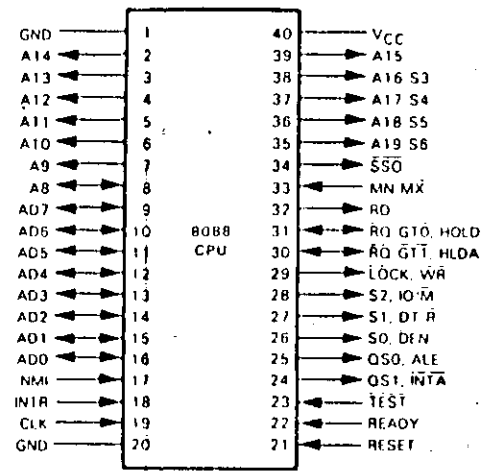 GND 1 40 VCC
A14 2 39 A15
A13 3 38 A16 S3
A12 4 37 A17 S4
A11 5 36 A18 S5
A10 6 35 A19 S6
A9 7 34 SSO
A8 8 33 MN MX
AD7 9 32 RD
AD6 10 8088 31 RQ GT0, HOLD
AD5 11 CPU 30 RQ GT1, HLDA
AD4 12 29 LOCK, WR
AD3 13 28 S2, IO M
AD2 14 27 S1, DT R
AD1 15 26 S0, DEN
AD0 16 25 QS0, ALE
NMI 17 24 QS1, INTA
INTR 18 23 TEST
CLK 19 22 READY
GND 20 21 RESET